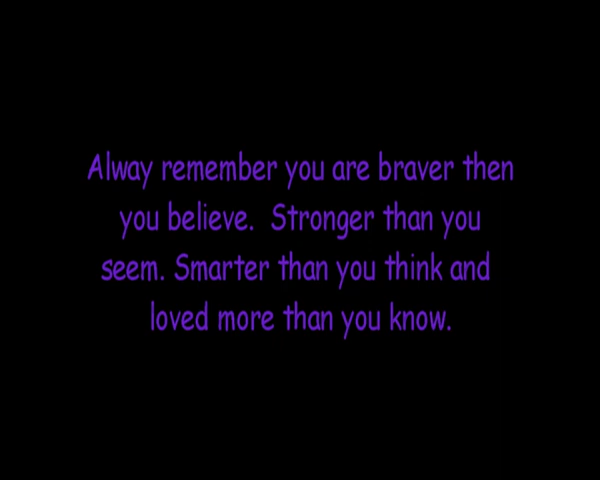 Alway remember you are braver then
you believe.  Stronger than you
seem. Smarter than you think and
loved more than you know.